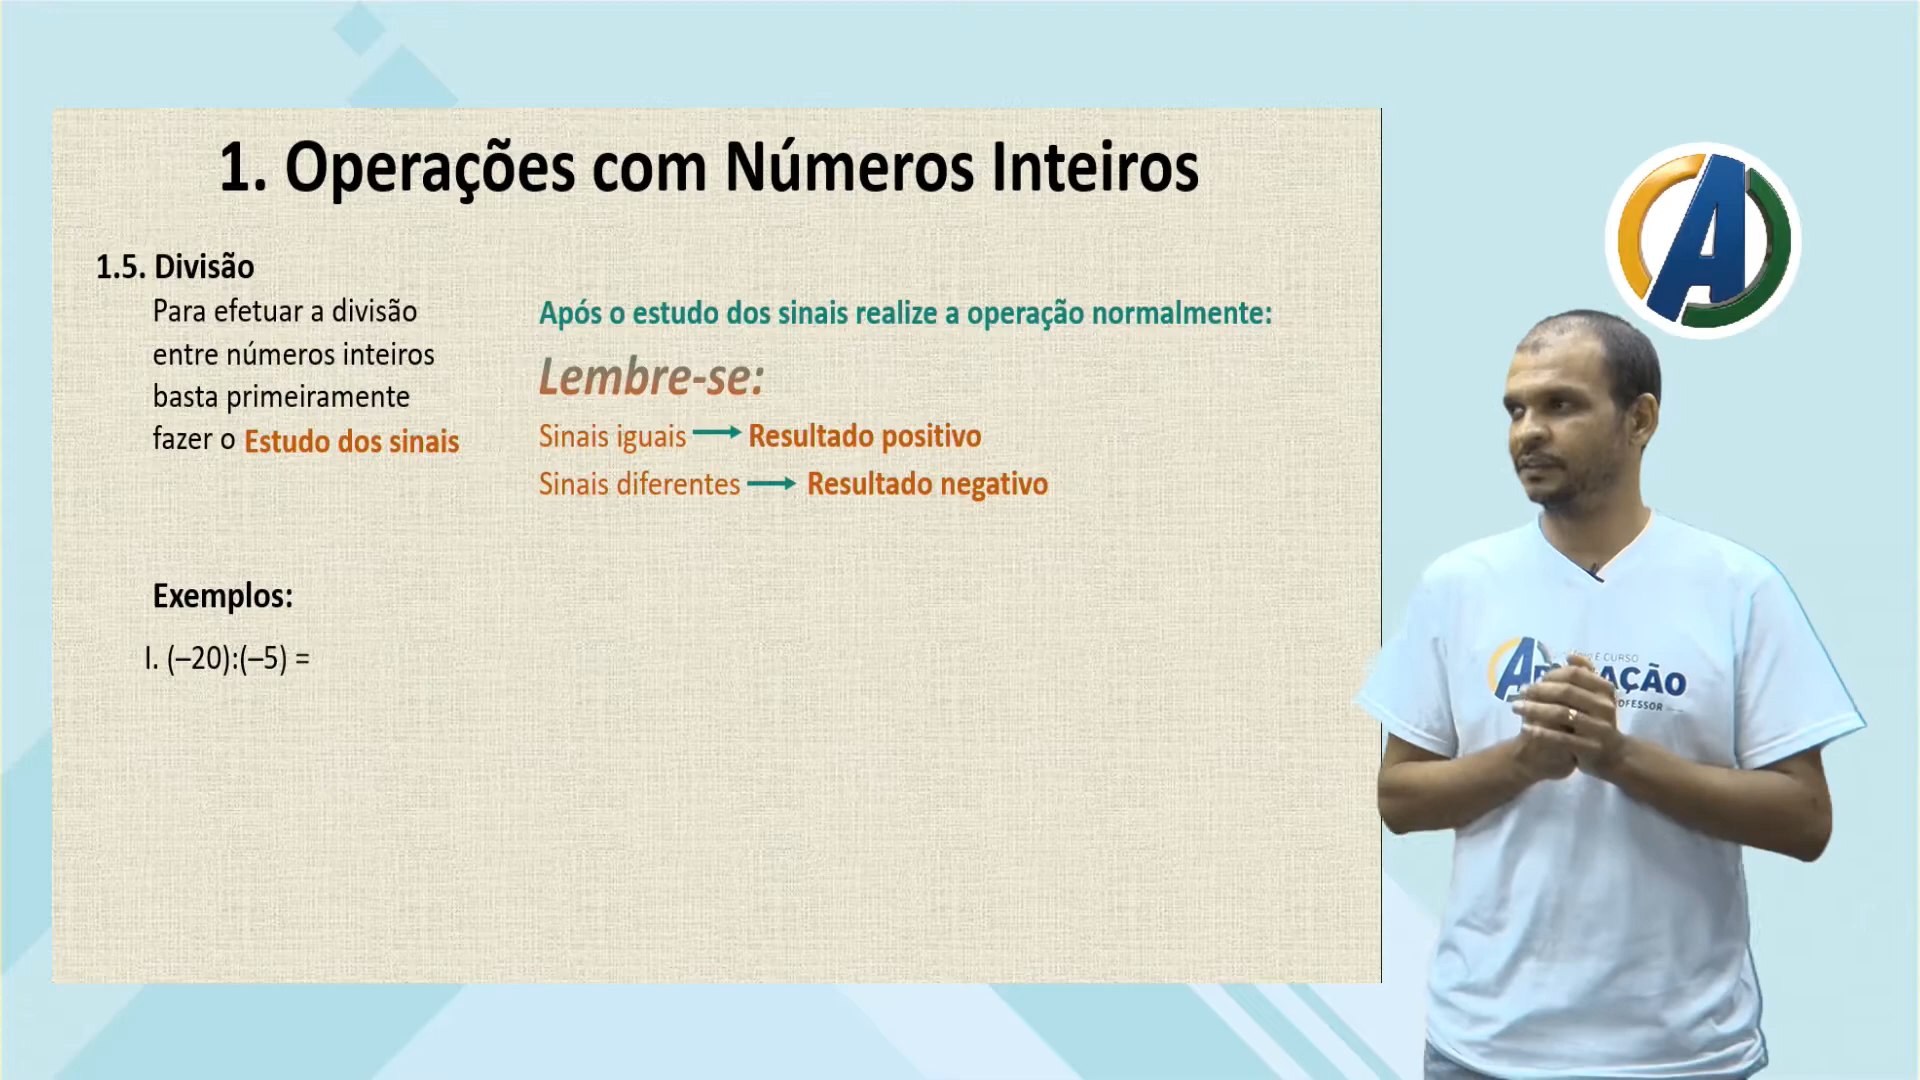 1. Operações com Números Inteiros
1.5. Divisão
Para efetuar a divisão
entre números inteiros
basta primeiramente
fazer o Estudo dos sinais
Após o estudo dos sinais realize a operação normalmente:
Lembre-se:
Sinais iguais → Resultado positivo
Sinais diferentes → Resultado negativo
Exemplos:
I. (–20):(–5) =
A
E CURSO